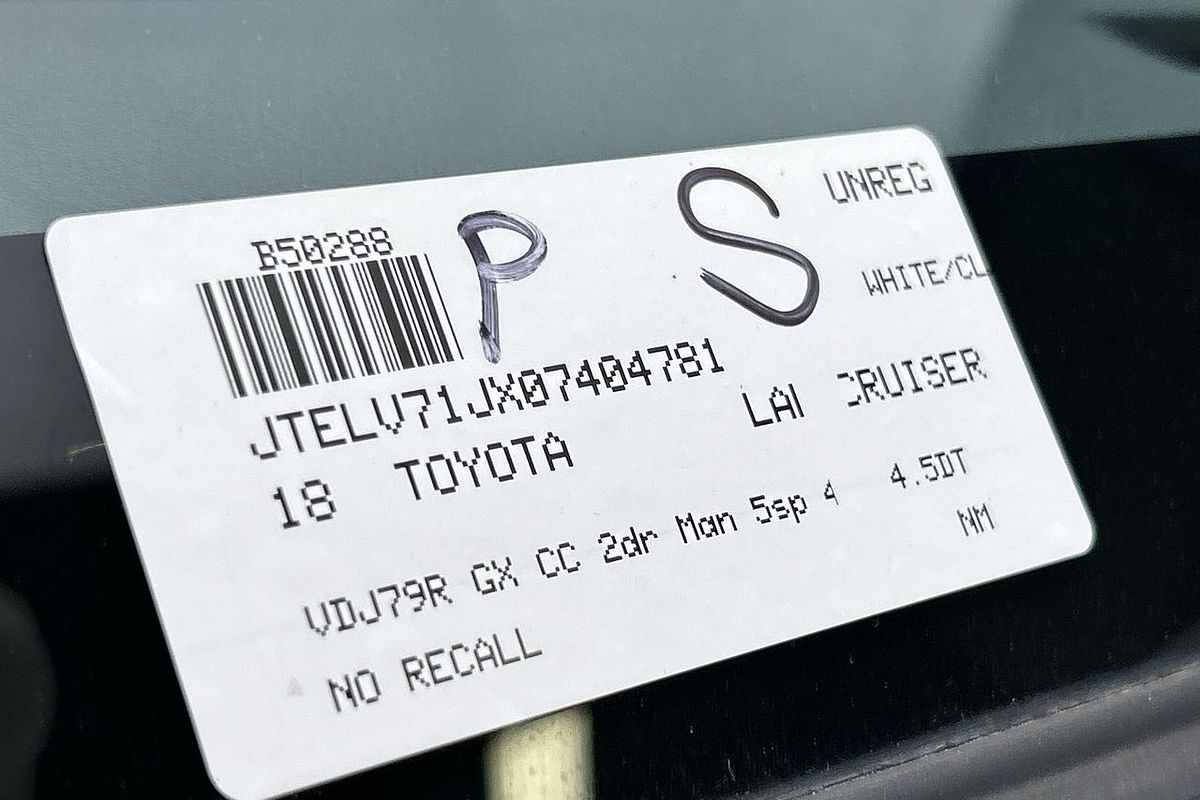 B50288 P S UNREG
WHITE/CL
JTELV71JX07404781
18 TOYOTA LAI CRUISER
VDJ79R GX CC 2dr Man 5sp 4 4.5DT
NO RECALL NM